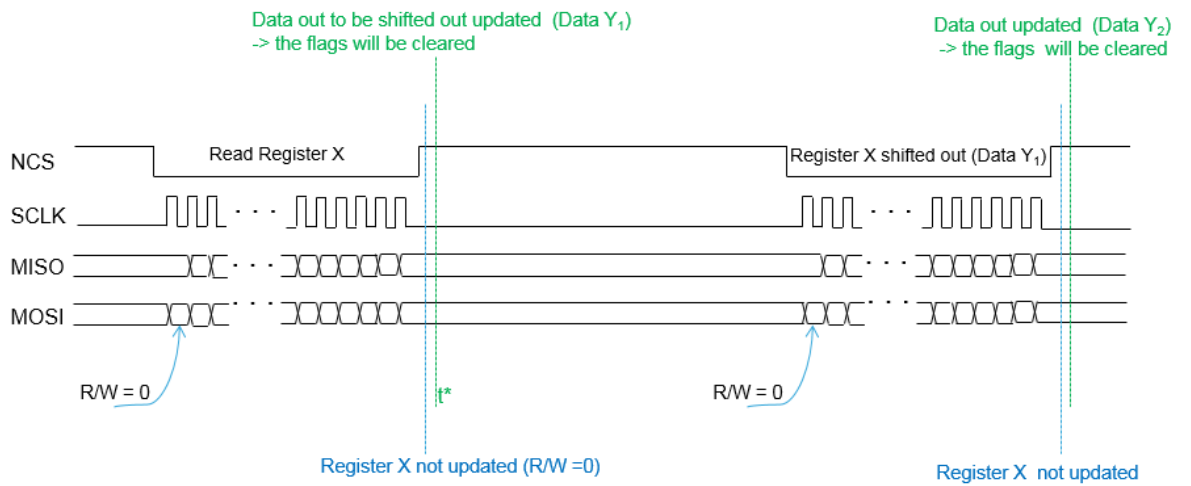 Data out to be shifted out updated (Data Y₁)
-> the flags will be cleared
Data out updated (Data Y₂)
-> the flags will be cleared
NCS
Read Register X
Register X shifted out (Data Y₁)
SCLK
MISO
MOSI
R/W = 0
t*
R/W = 0
Register X not updated (R/W =0)
Register X not updated